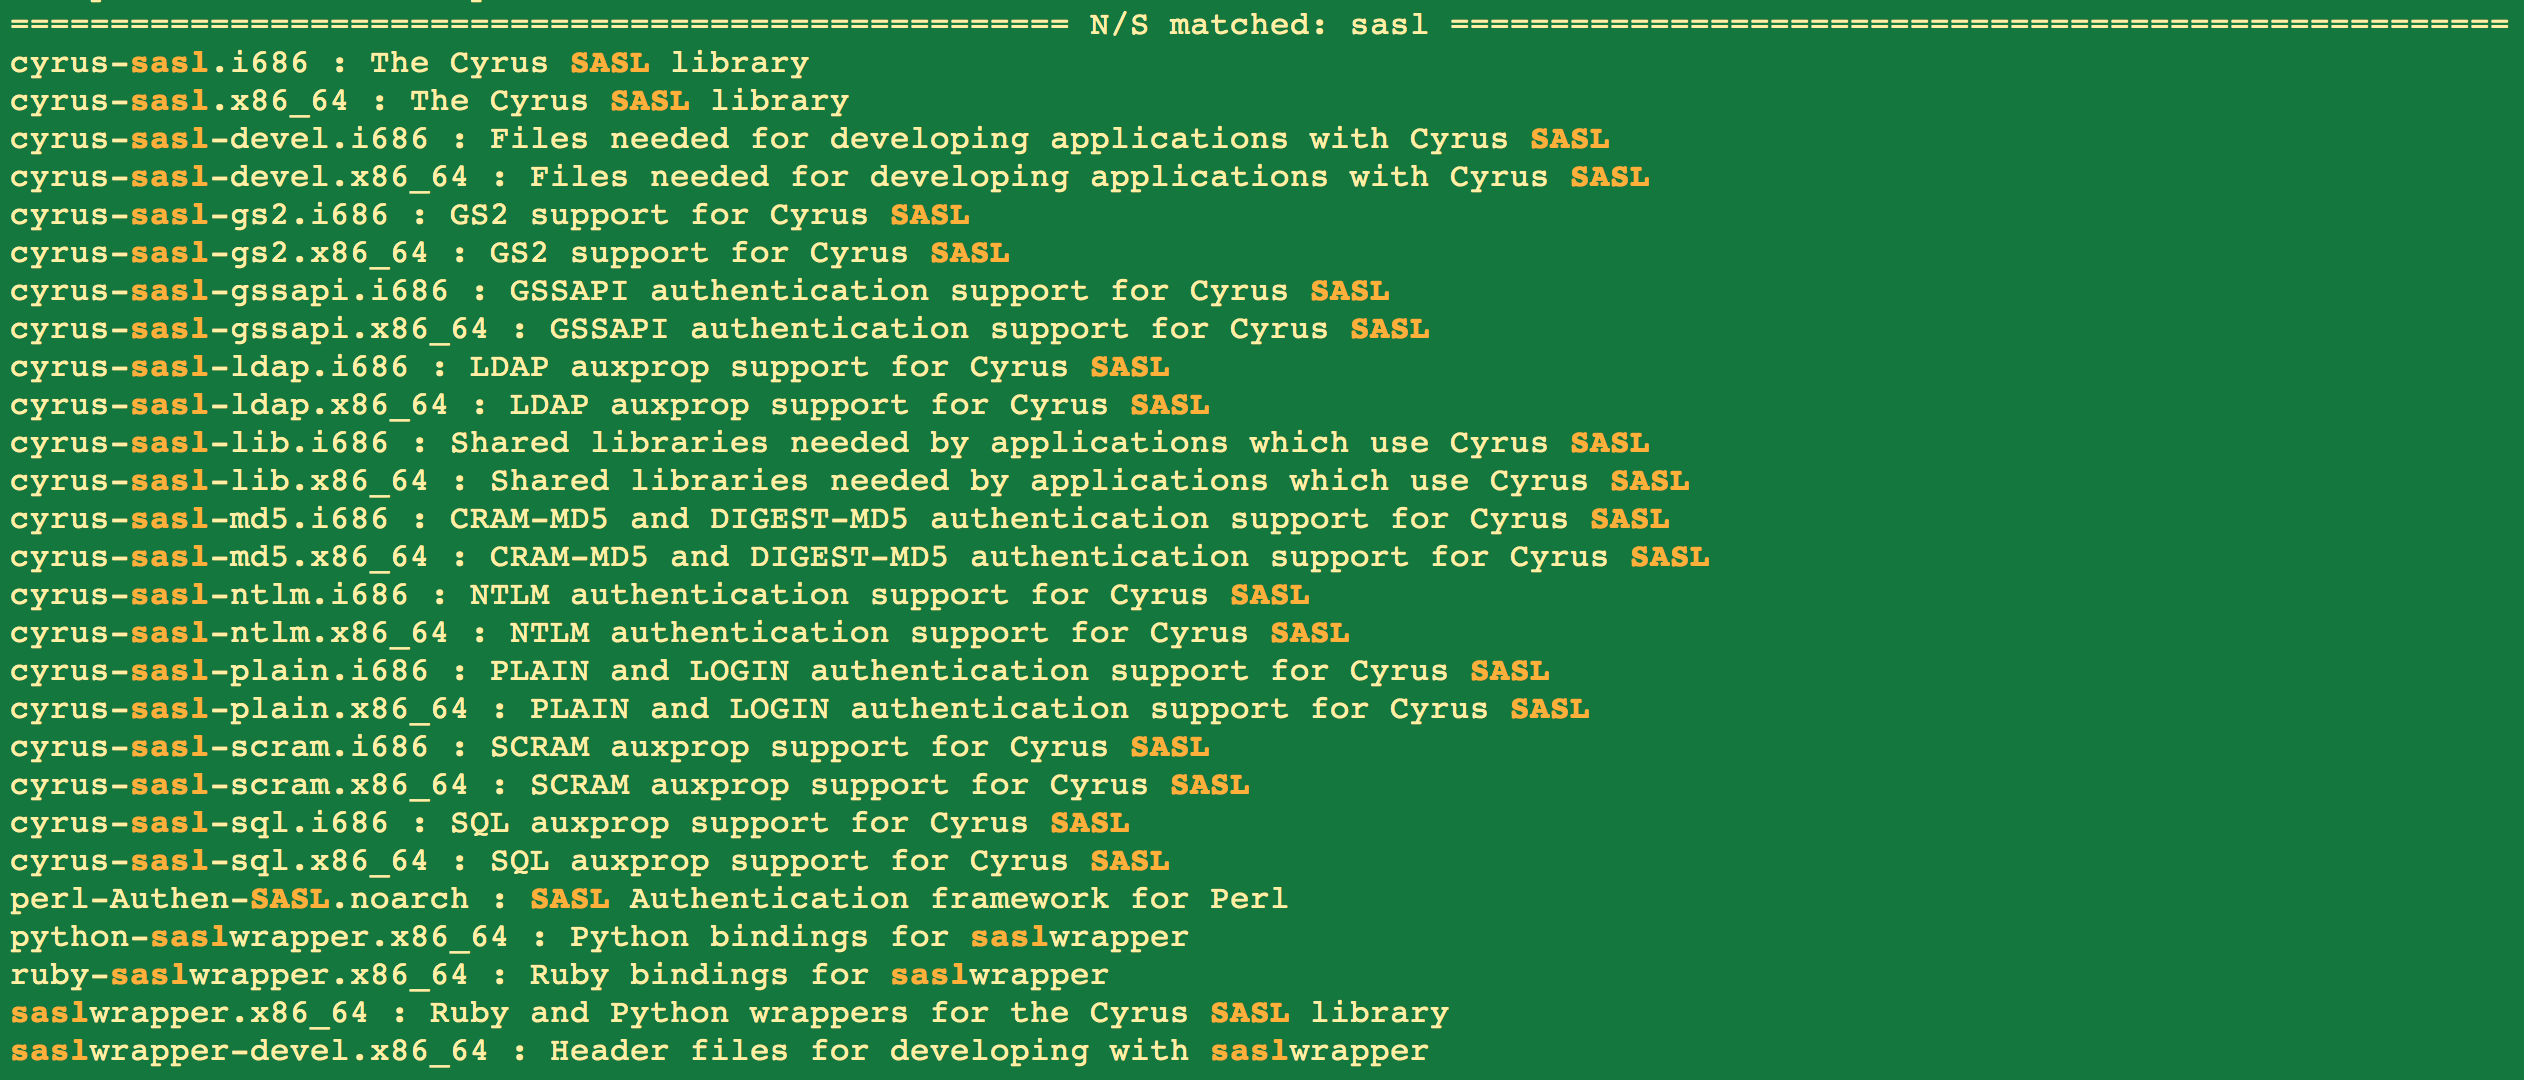 ===================================================== N/S matched: sasl =====================================================
cyrus-sasl.i686 : The Cyrus SASL library
cyrus-sasl.x86_64 : The Cyrus SASL library
cyrus-sasl-devel.i686 : Files needed for developing applications with Cyrus SASL
cyrus-sasl-devel.x86_64 : Files needed for developing applications with Cyrus SASL
cyrus-sasl-gs2.i686 : GS2 support for Cyrus SASL
cyrus-sasl-gs2.x86_64 : GS2 support for Cyrus SASL
cyrus-sasl-gssapi.i686 : GSSAPI authentication support for Cyrus SASL
cyrus-sasl-gssapi.x86_64 : GSSAPI authentication support for Cyrus SASL
cyrus-sasl-ldap.i686 : LDAP auxprop support for Cyrus SASL
cyrus-sasl-ldap.x86_64 : LDAP auxprop support for Cyrus SASL
cyrus-sasl-lib.i686 : Shared libraries needed by applications which use Cyrus SASL
cyrus-sasl-lib.x86_64 : Shared libraries needed by applications which use Cyrus SASL
cyrus-sasl-md5.i686 : CRAM-MD5 and DIGEST-MD5 authentication support for Cyrus SASL
cyrus-sasl-md5.x86_64 : CRAM-MD5 and DIGEST-MD5 authentication support for Cyrus SASL
cyrus-sasl-ntlm.i686 : NTLM authentication support for Cyrus SASL
cyrus-sasl-ntlm.x86_64 : NTLM authentication support for Cyrus SASL
cyrus-sasl-plain.i686 : PLAIN and LOGIN authentication support for Cyrus SASL
cyrus-sasl-plain.x86_64 : PLAIN and LOGIN authentication support for Cyrus SASL
cyrus-sasl-scram.i686 : SCRAM auxprop support for Cyrus SASL
cyrus-sasl-scram.x86_64 : SCRAM auxprop support for Cyrus SASL
cyrus-sasl-sql.i686 : SQL auxprop support for Cyrus SASL
cyrus-sasl-sql.x86_64 : SQL auxprop support for Cyrus SASL
perl-Authen-SASL.noarch : SASL Authentication framework for Perl
python-saslwrapper.x86_64 : Python bindings for saslwrapper
ruby-saslwrapper.x86_64 : Ruby bindings for saslwrapper
saslwrapper.x86_64 : Ruby and Python wrappers for the Cyrus SASL library
saslwrapper-devel.x86_64 : Header files for developing with saslwrapper